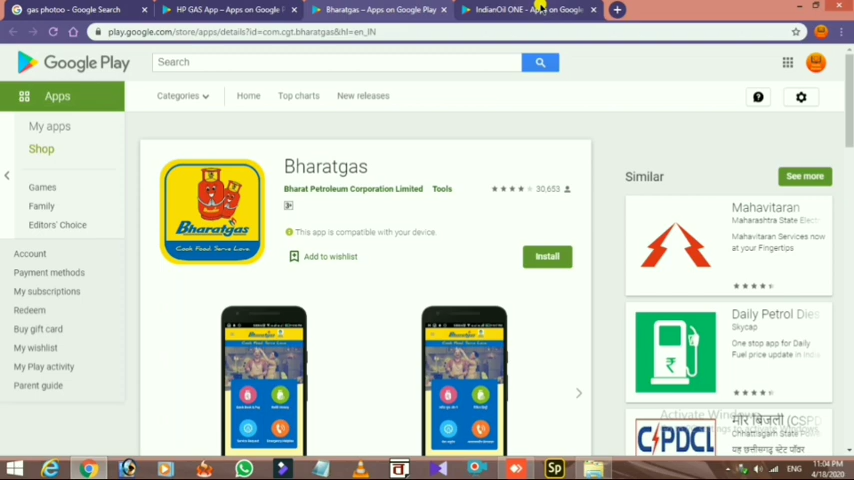 gas photoo - Google Search
HP GAS App – Apps on Google P
Bharatgas – Apps on Google Play
IndianOil ONE - Apps on Google
play.google.com/store/apps/details?id=com.cgt.bharatgas&hl=en_IN
Google Play
Search
Apps
Categories
Home
Top charts
New releases
My apps
Shop
Games
Family
Editors' Choice
Account
Payment methods
My subscriptions
Redeem
Buy gift card
My wishlist
My Play activity
Parent guide
Bharatgas
Cook Food Serve Love
Bharatgas
Bharat Petroleum Corporation Limited Tools
30,653
3+
This app is compatible with your device.
Add to wishlist
Install
Similar
See more
Mahavitaran
Maharashtra State Elect
Mahavitaran Services now
at your Fingertips
Daily Petrol Dies
Skycap
One stop app for Daily
Fuel price update in India
मोर बिजली (CSPD
Chhattisgarh State Po
CSPDCL
Activate Windows
ENG
11:04 PM
4/18/2020